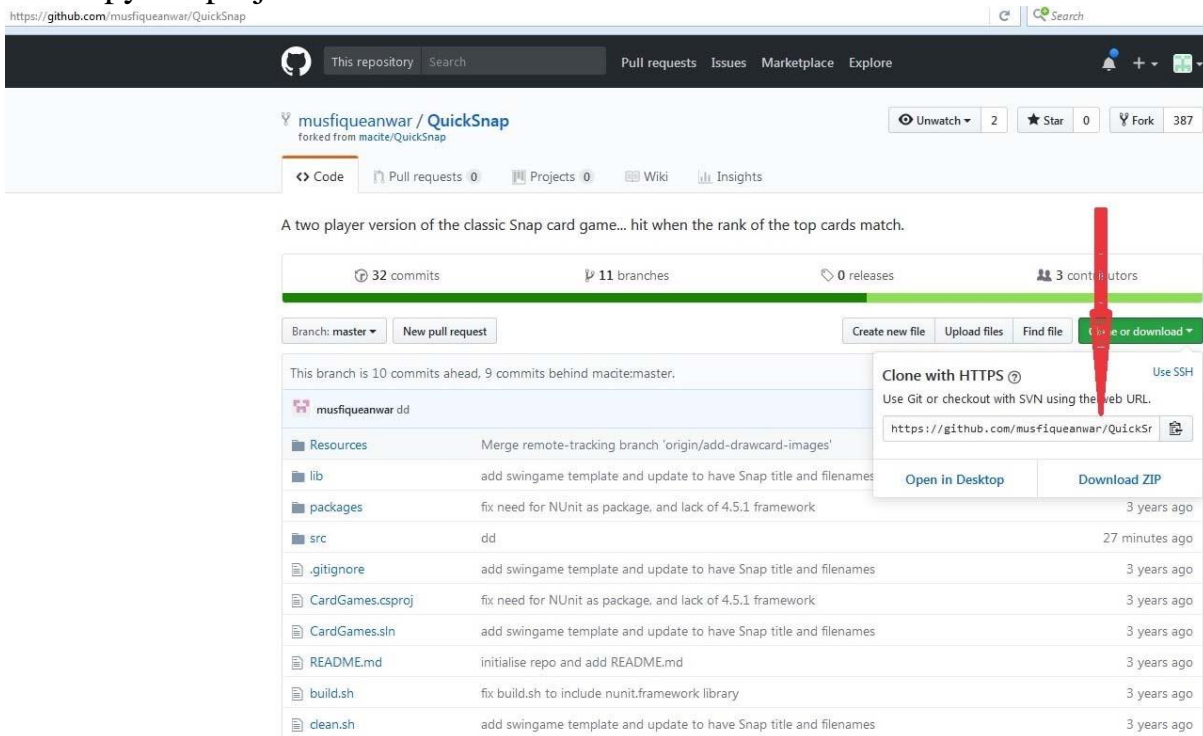 https://github.com/musfiqueanwar/QuickSnap
Search
This repository Search Pull requests Issues Marketplace Explore
musfiqueanwar / QuickSnap
Unwatch 2 Star 0 Fork 387
forked from macite/QuickSnap
Code Pull requests 0 Projects 0 Wiki Insights
A two player version of the classic Snap card game... hit when the rank of the top cards match.
32 commits 11 branches 0 releases 3 contributors
Branch: master New pull request Create new file Upload files Find file Clone or download
This branch is 10 commits ahead, 9 commits behind macite:master.
Clone with HTTPS Use SSH
Use Git or checkout with SVN using the web URL.
musfiqueanwar dd
https://github.com/musfiqueanwar/QuickSr
Resources Merge remote-tracking branch 'origin/add-drawcard-images'
lib add swingame template and update to have Snap title and filenames
Open in Desktop Download ZIP
packages fix need for NUnit as package, and lack of 4.5.1 framework 3 years ago
src dd 27 minutes ago
.gitignore add swingame template and update to have Snap title and filenames 3 years ago
CardGames.csproj fix need for NUnit as package, and lack of 4.5.1 framework 3 years ago
CardGames.sln add swingame template and update to have Snap title and filenames 3 years ago
README.md initialise repo and add README.md 3 years ago
build.sh fix build.sh to include nunit.framework library 3 years ago
clean.sh add swingame template and update to have Snap title and filenames 3 years ago